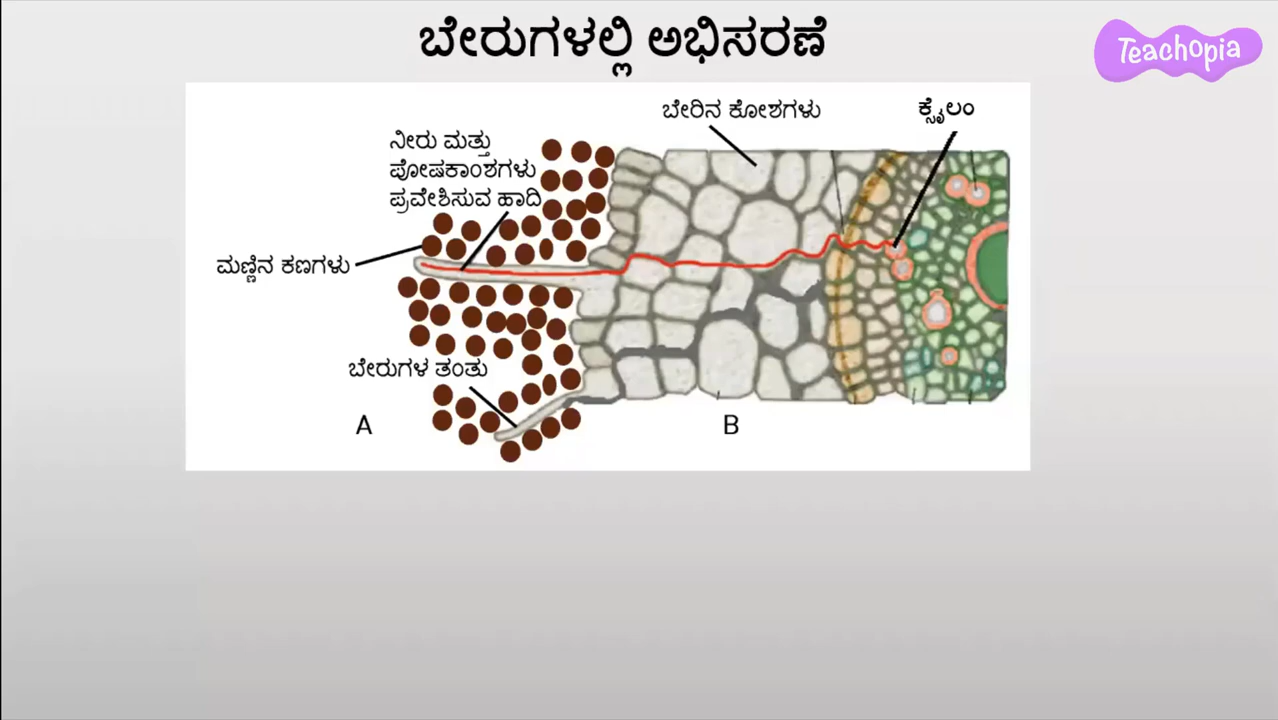 ಬೇರುಗಳಲ್ಲಿ ಅಭಿಸರಣೆ
Teachopia
ಬೇರಿನ ಕೋಶಗಳು
ಕ್ಸೈಲಂ
ನೀರು ಮತ್ತು
ಪೋಷಕಾಂಶಗಳು
ಪ್ರವೇಶಿಸುವ ಹಾದಿ
ಮಣ್ಣಿನ ಕಣಗಳು
ಬೇರುಗಳ ತಂತು
A
B